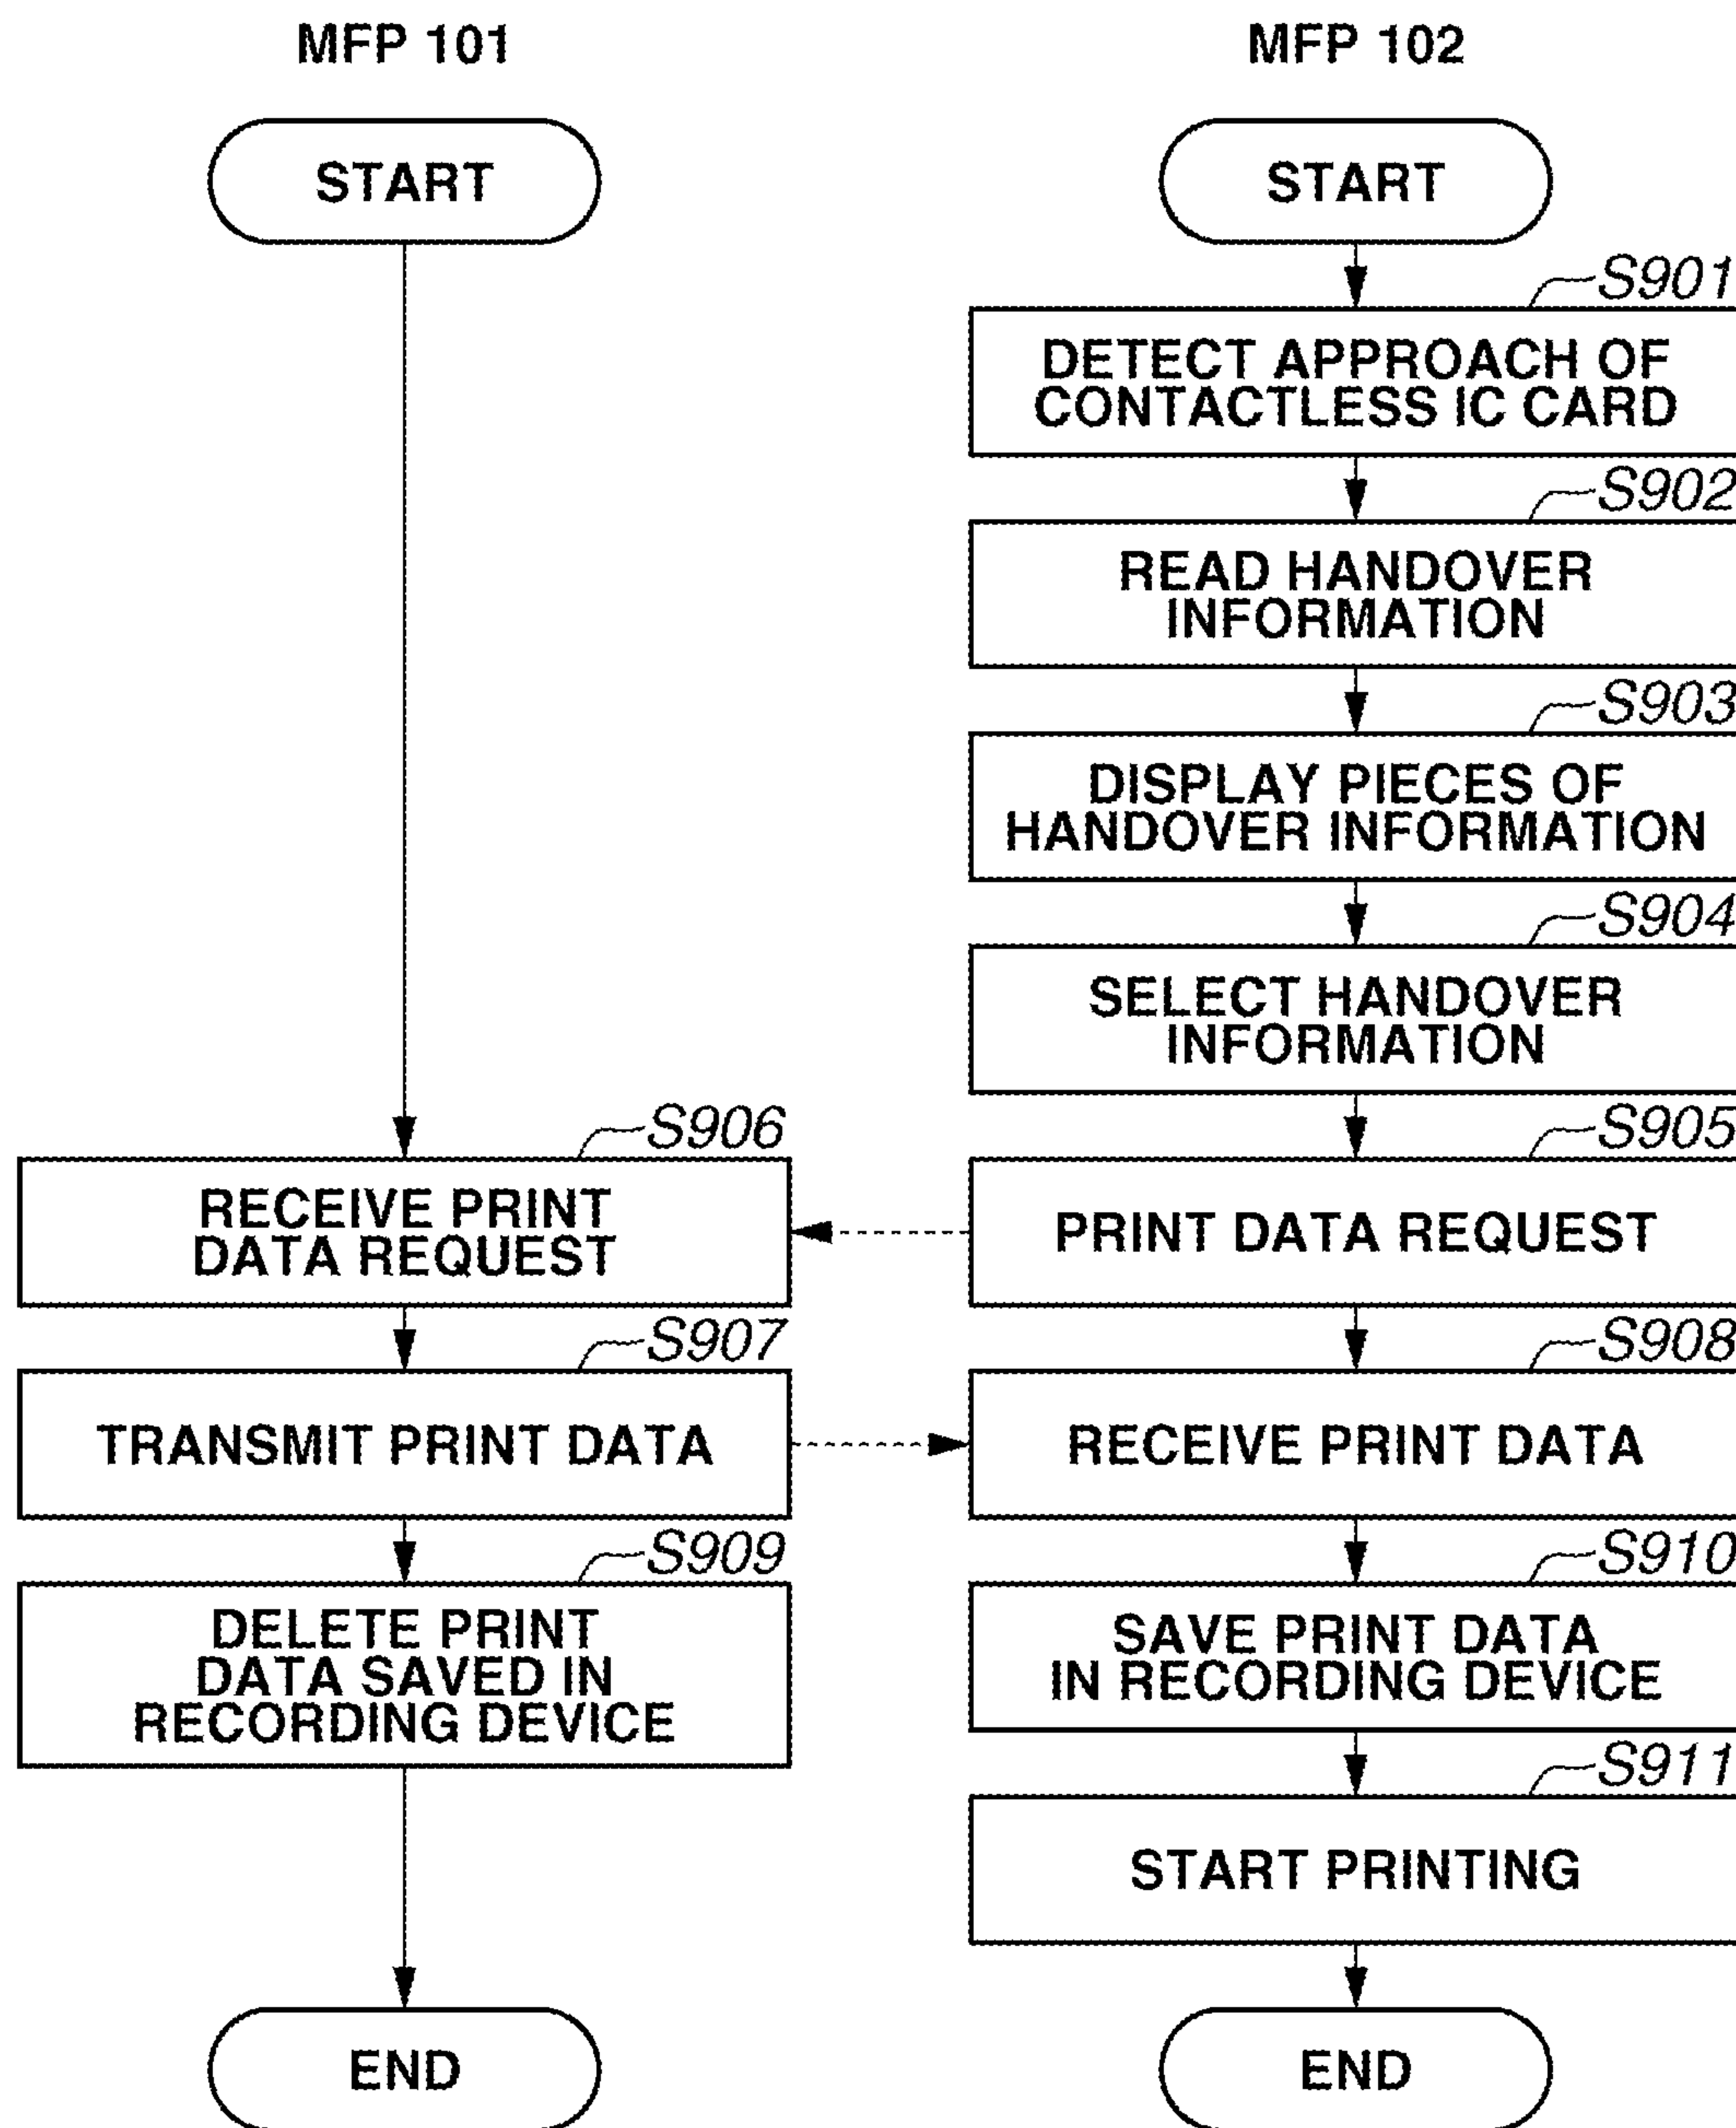 MFP 101
MFP 102
START
START
S901
DETECT APPROACH OF
CONTACTLESS IC CARD
S902
READ HANDOVER
INFORMATION
S903
DISPLAY PIECES OF
HANDOVER INFORMATION
S904
SELECT HANDOVER
INFORMATION
S906
RECEIVE PRINT
DATA REQUEST
S905
PRINT DATA REQUEST
S907
TRANSMIT PRINT DATA
S908
RECEIVE PRINT DATA
S909
DELETE PRINT
DATA SAVED IN
RECORDING DEVICE
S910
SAVE PRINT DATA
IN RECORDING DEVICE
S911
START PRINTING
END
END